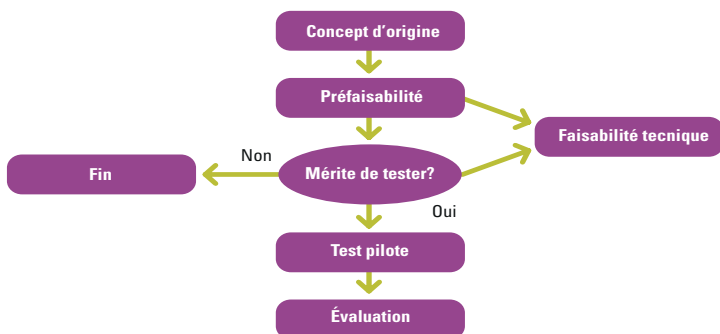 Concept d'origine
Préfaisabilité
Faisabilité tecnique
Non
Fin
Mérite de tester?
Oui
Test pilote
Évaluation